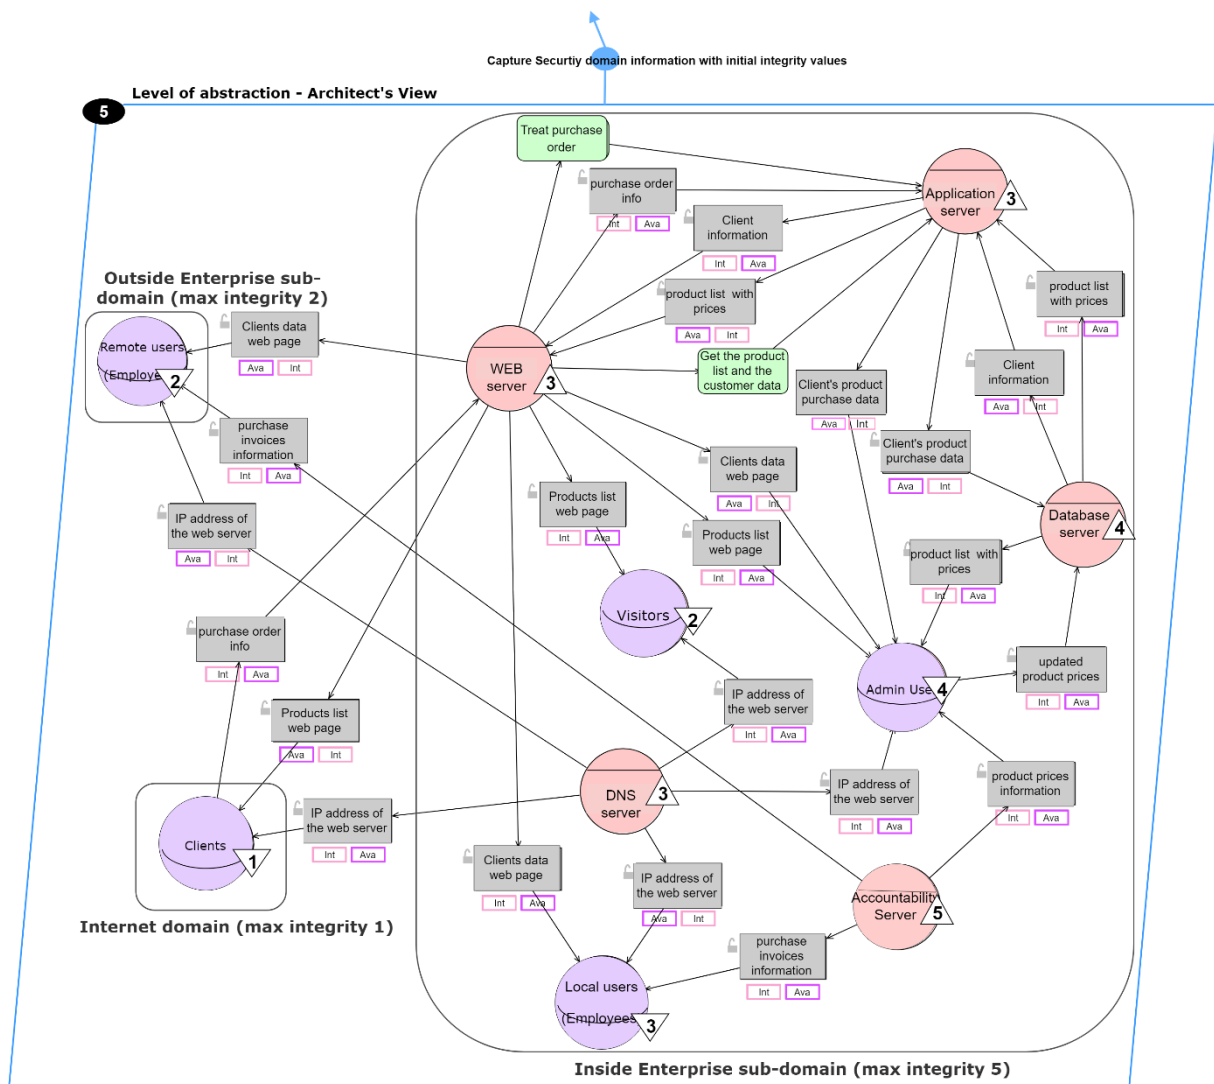 Capture Securtiy domain information with initial integrity values
Level of abstraction - Architect's View
5
Treat purchase
order
purchase order
info
Int
Ava
Application
server
3
Client
information
Int
Ava
product list with
prices
Ava
Int
product list
with prices
Int
Ava
Outside Enterprise sub-
domain (max integrity 2)
Remote users
(Employe
2
Clients data
web page
Ava
Int
WEB
server
3
Get the product
list and the
customer data
Client
information
Ava
Int
Client's product
purchase data
Ava
Int
Client's product
purchase data
Ava
Int
purchase
invoices
information
Int
Ava
Clients data
web page
Ava
Int
Products list
web page
Int
Ava
Products list
web page
Int
Ava
Database
server
4
IP address of
the web server
Ava
Int
product list with
prices
Int
Ava
Visitors
2
purchase order
info
Int
Ava
Admin Use
4
updated
product prices
Int
Ava
Products list
web page
Ava
Int
IP address of
the web server
Int
Ava
DNS
server
3
IP address of
the web server
Int
Ava
product prices
information
Int
Ava
Clients
1
IP address of
the web server
Int
Ava
Clients data
web page
Int
Ava
IP address of
the web server
Ava
Int
Accountability
Server
5
Internet domain (max integrity 1)
purchase
invoices
information
Int
Ava
Local users
(Employees
3
Inside Enterprise sub-domain (max integrity 5)